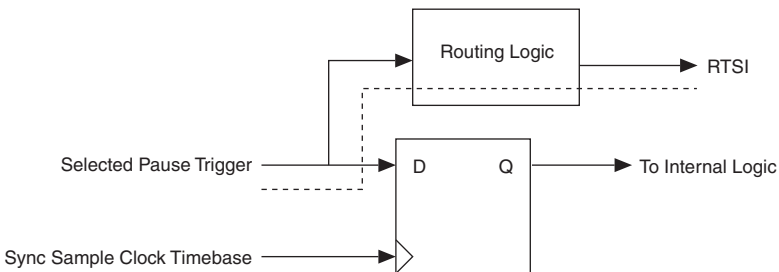 Routing Logic
RTSI
Selected Pause Trigger
D
Q
To Internal Logic
Sync Sample Clock Timebase